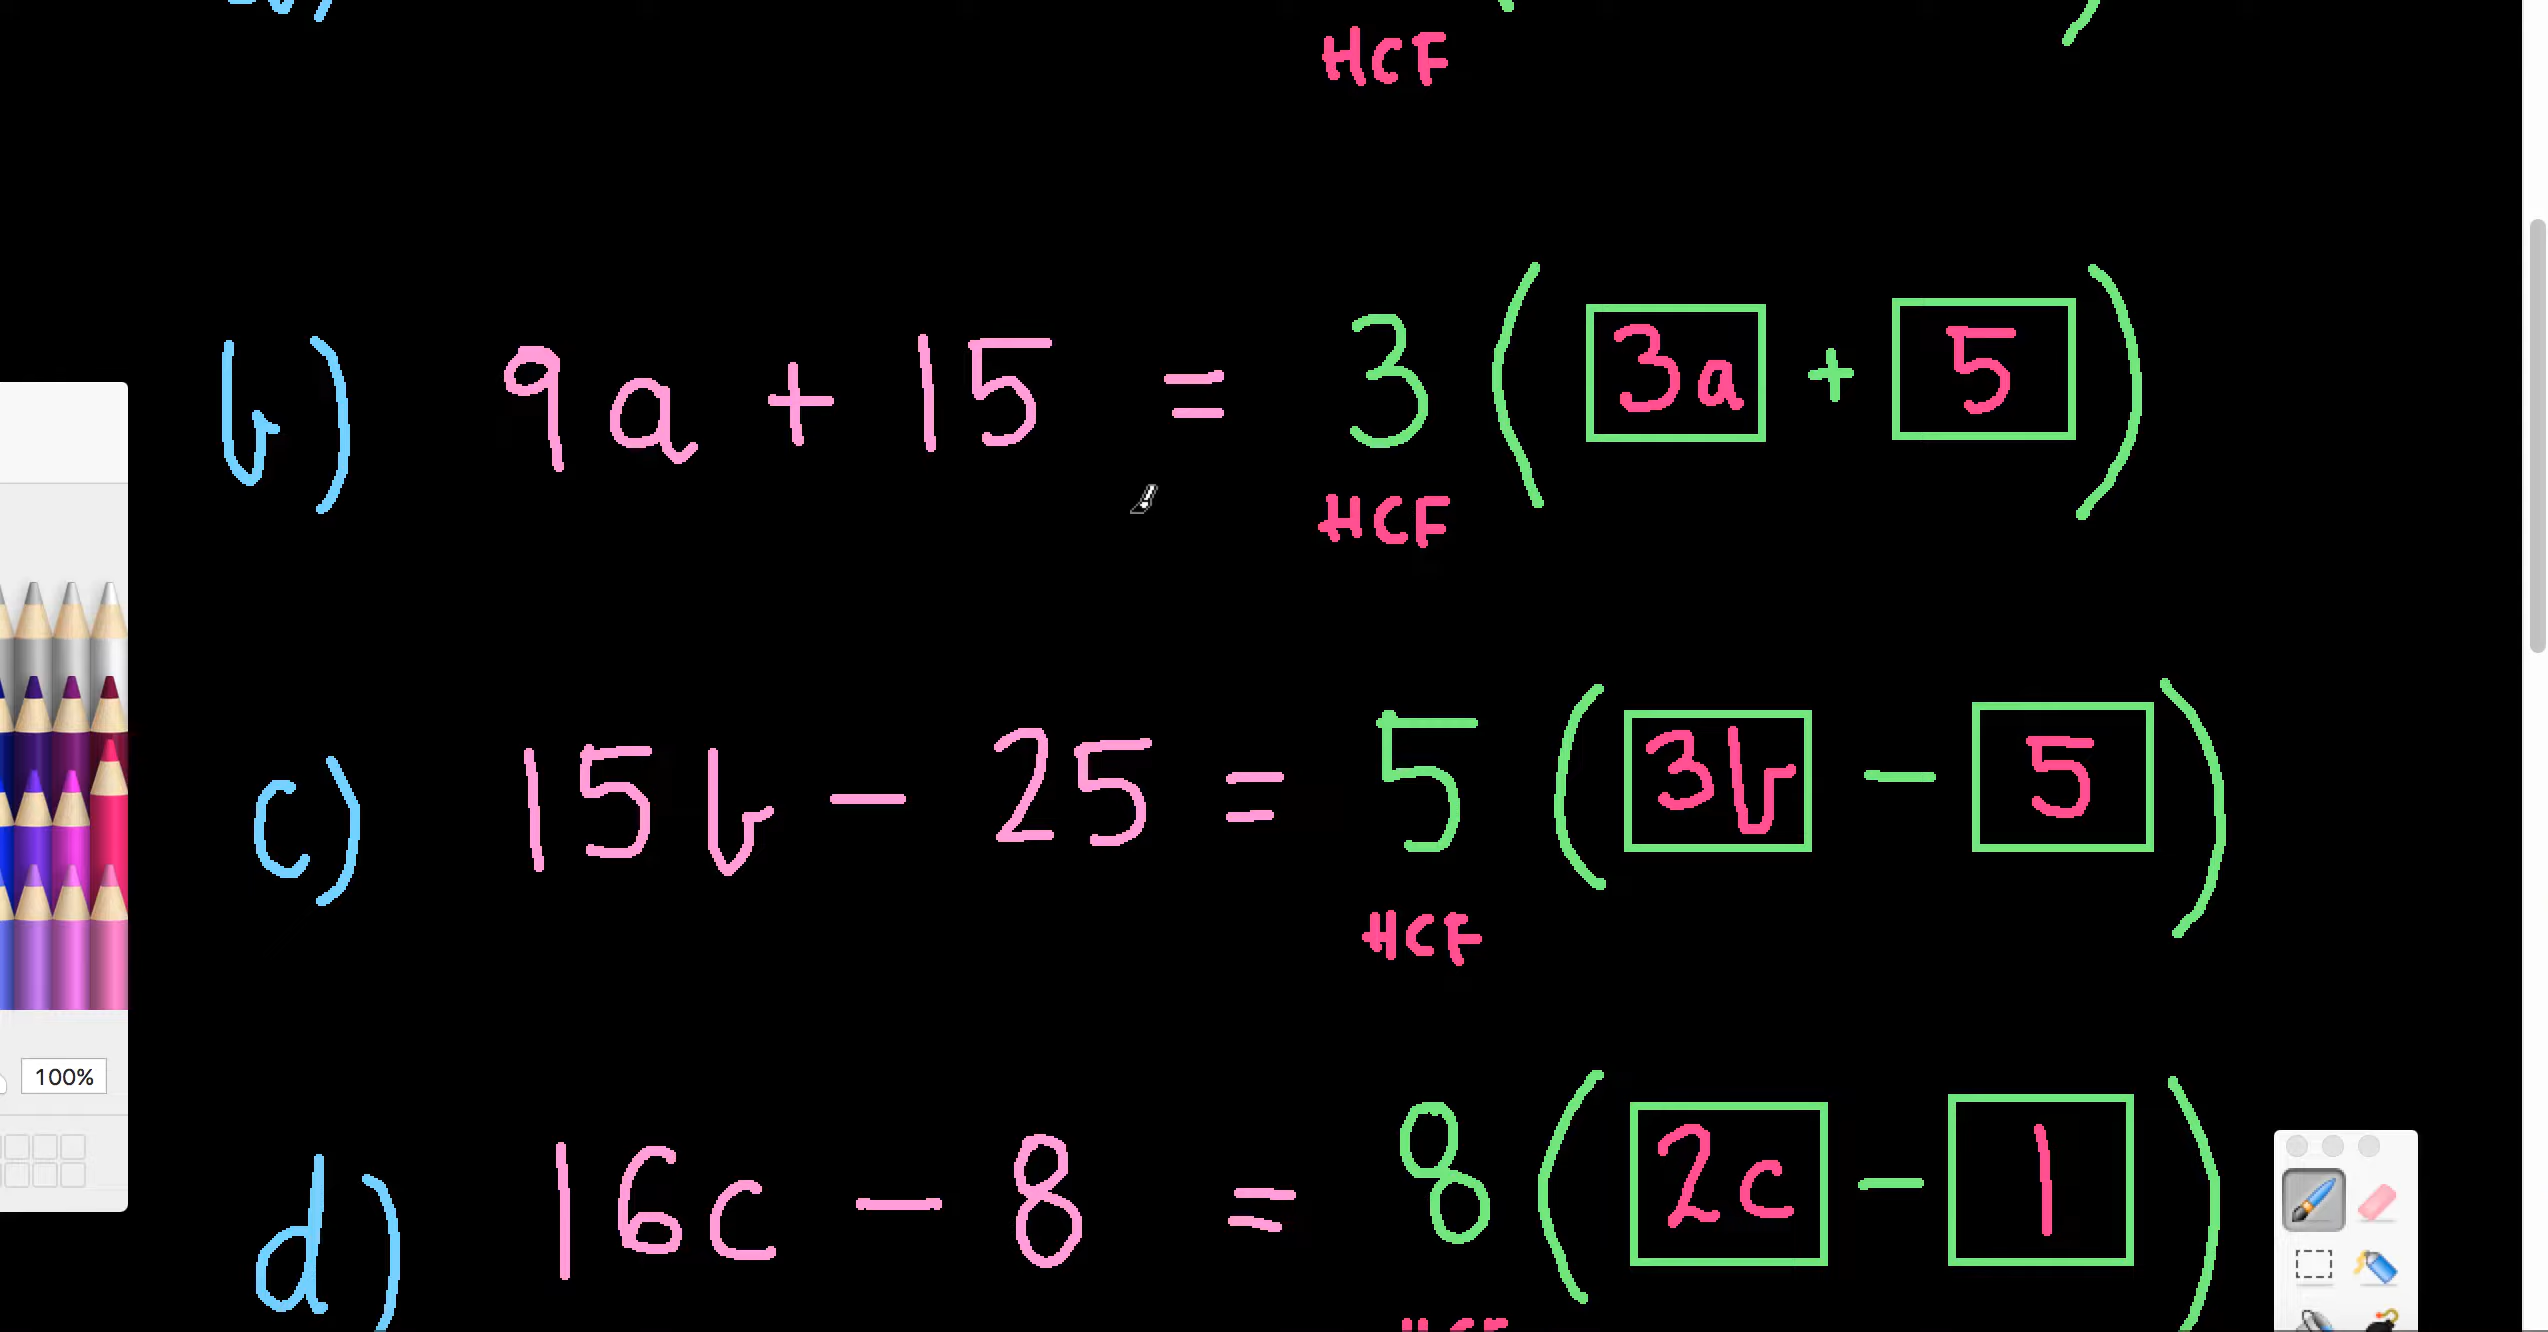 HCF
b) 9a + 15 = 3 ( 3a + 5 )
HCF
c) 15b - 25 = 5 ( 3b - 5 )
HCF
100%
d) 16c - 8 = 8 ( 2c - 1 )
HCF